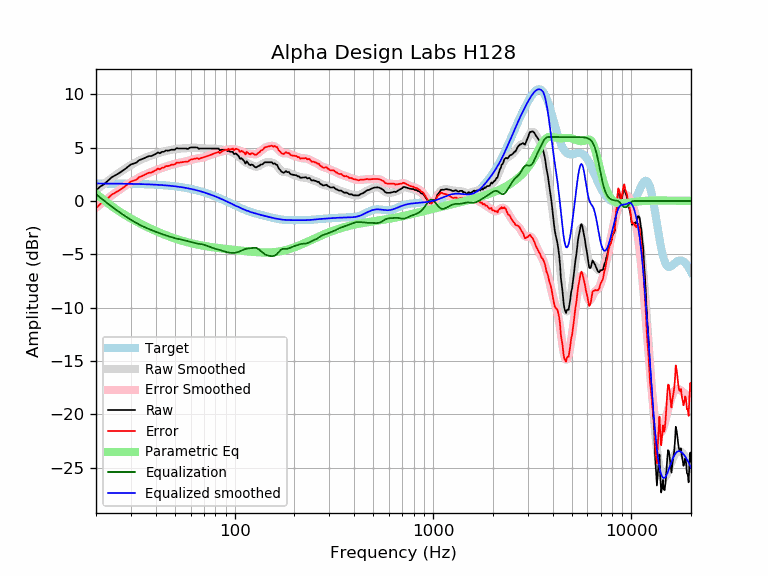 Alpha Design Labs H128
Amplitude (dBr)
10
5
0
−5
−10
−15
−20
−25
Target
Raw Smoothed
Error Smoothed
Raw
Error
Parametric Eq
Equalization
Equalized smoothed
100
1000
10000
Frequency (Hz)